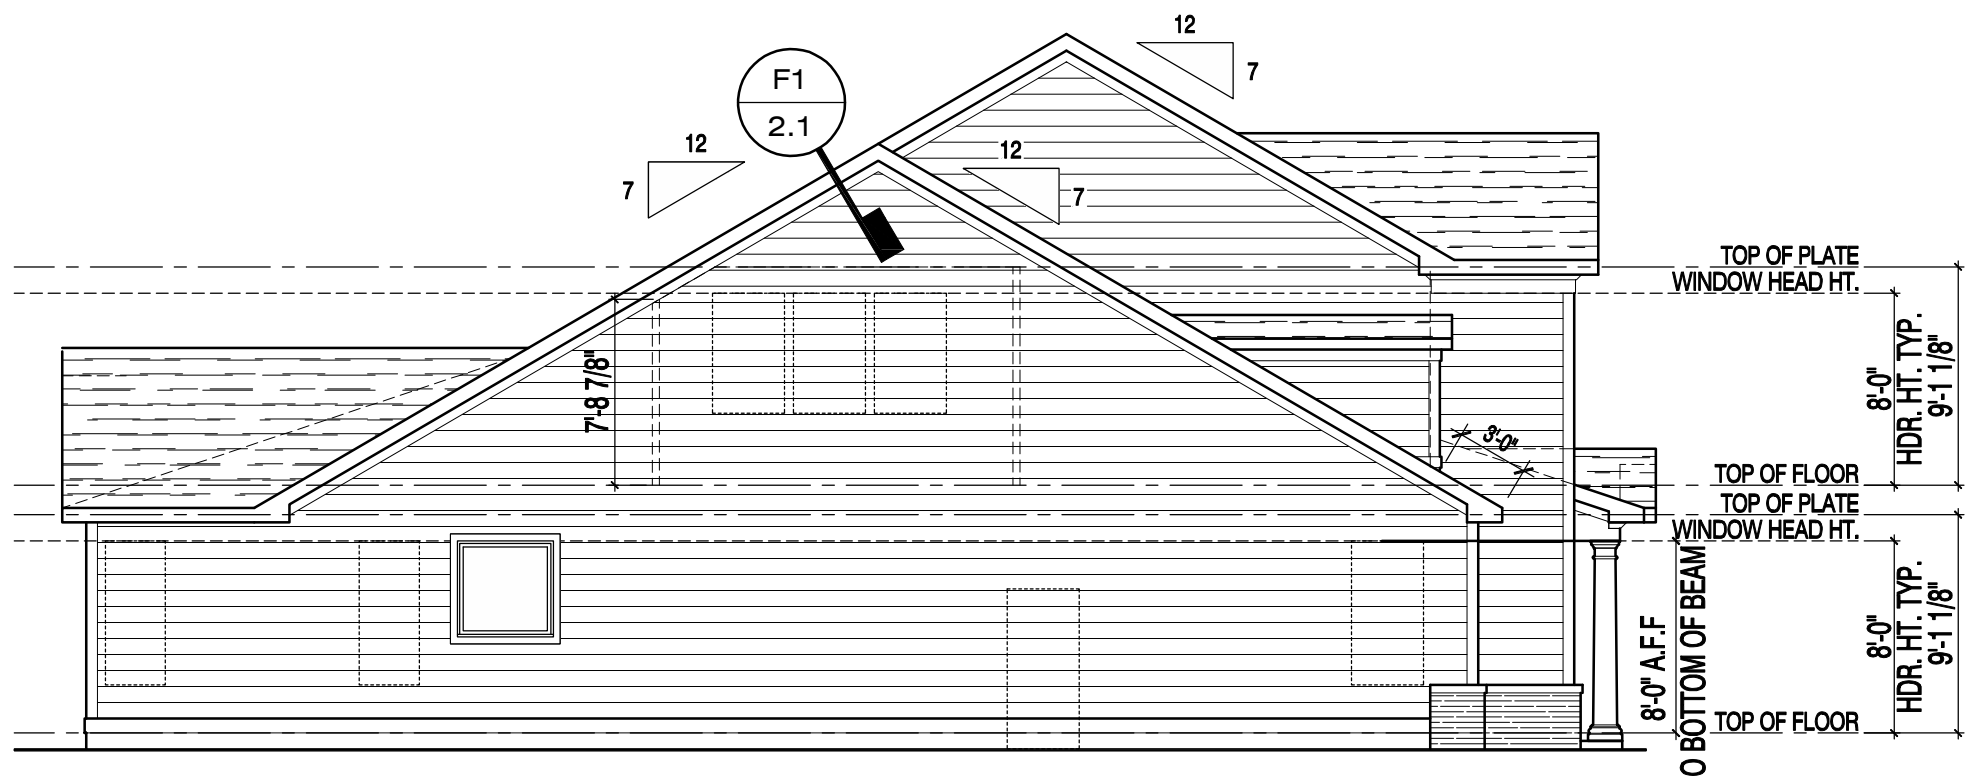 12
7
F1
2.1
12
7
12
7
TOP OF PLATE
WINDOW HEAD HT.
7'-8 7/8"
8'-0"
HDR. HT. TYP.
9'-1 1/8"
3'-0"
TOP OF FLOOR
TOP OF PLATE
WINDOW HEAD HT.
8'-0" A.F.F
O BOTTOM OF BEAM
8'-0"
HDR. HT. TYP.
9'-1 1/8"
TOP OF FLOOR